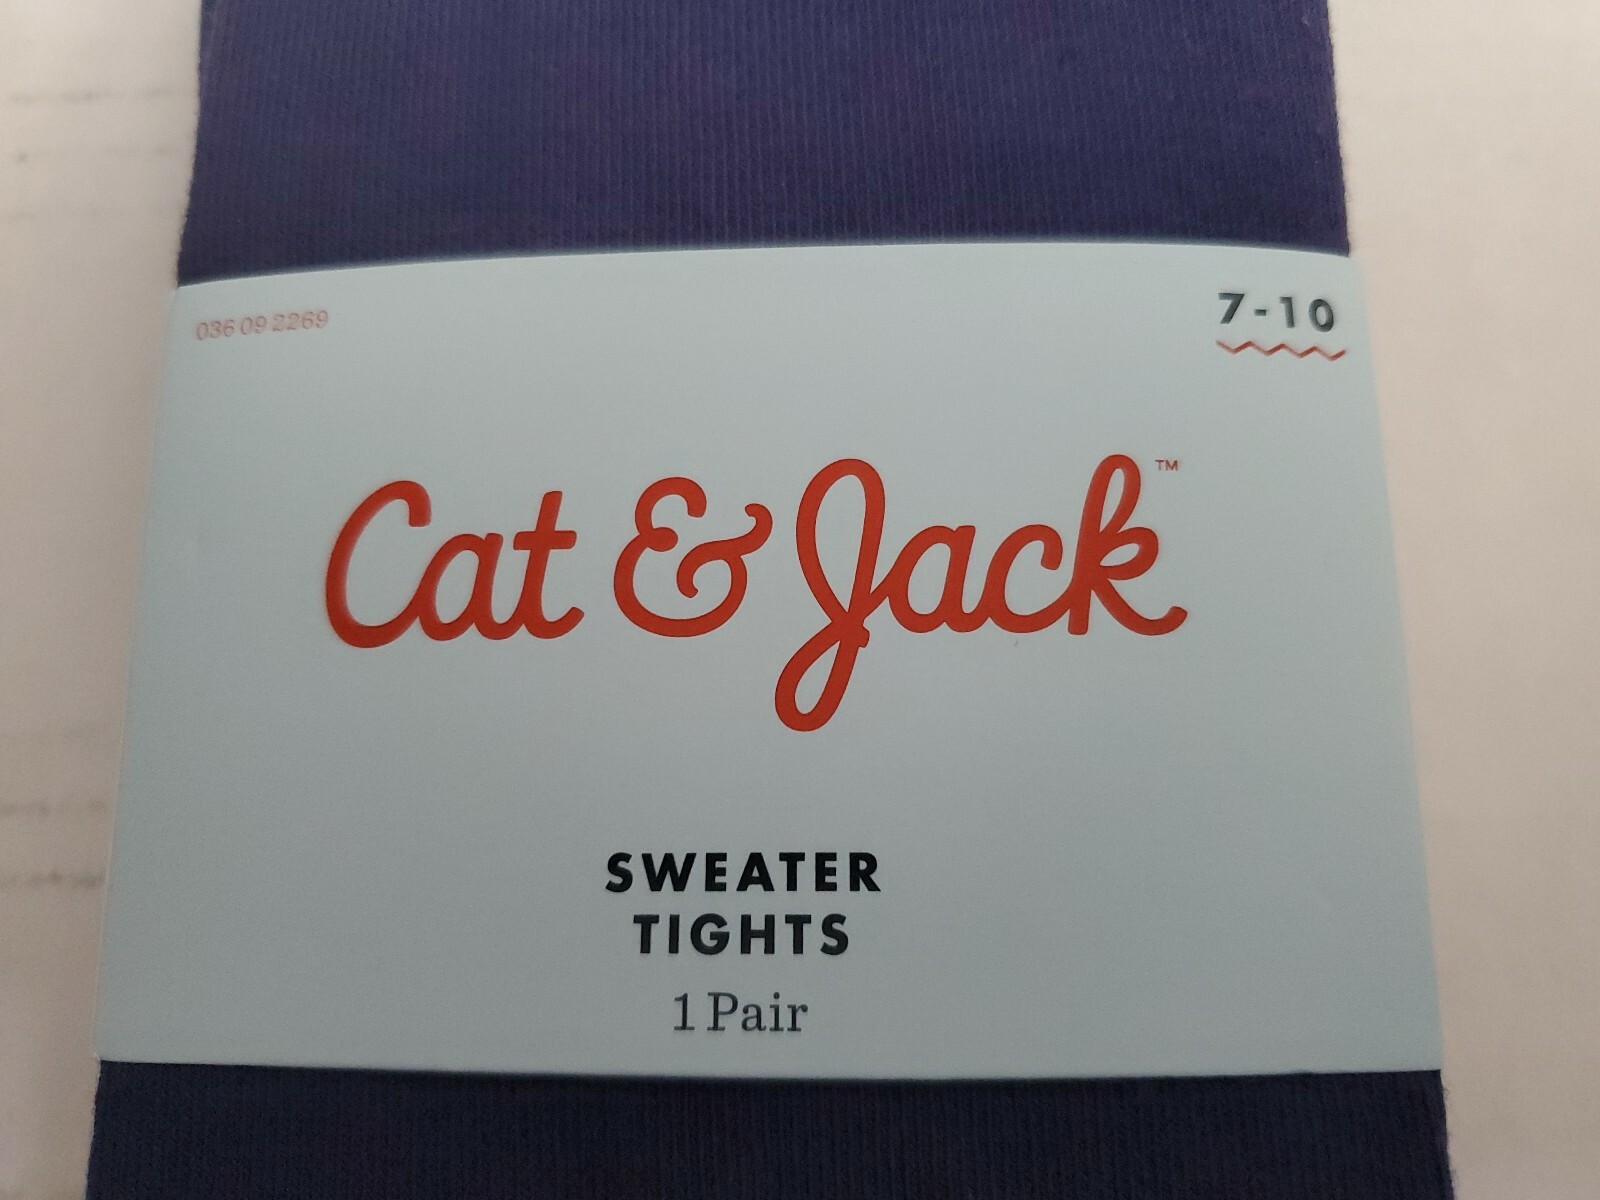 036 09 2269
7-10
Cat & Jack™
SWEATER
TIGHTS
1 Pair